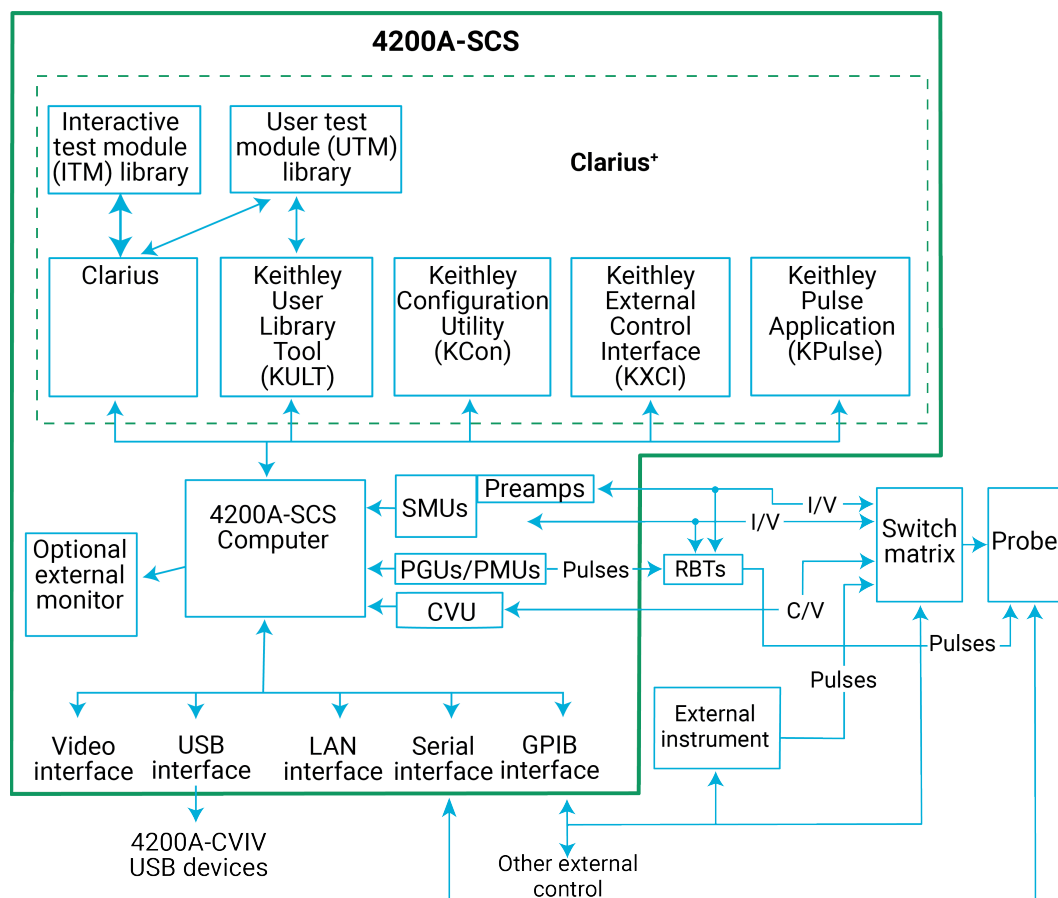 4200A-SCS
Interactive
test module
(ITM) library
User test
module (UTM)
library
Clarius+
Clarius
Keithley
User
Library
Tool
(KULT)
Keithley
Configuration
Utility
(KCon)
Keithley
External
Control
Interface
(KXCI)
Keithley
Pulse
Application
(KPulse)
4200A-SCS
Computer
SMUs
Preamps
I/V
I/V
Switch
matrix
Prober
Optional
external
monitor
PGUs/PMUs
Pulses
RBTs
CVU
C/V
Pulses
Pulses
External
instrument
Video
interface
USB
interface
LAN
interface
Serial
interface
GPIB
interface
4200A-CVIV
USB devices
Other external
control